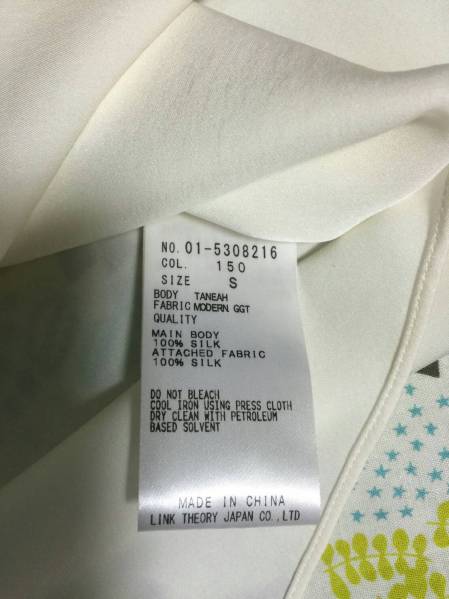 NO. 01-5308216
COL. 150
SIZE S
BODY TANEAH
FABRIC MODERN GGT
QUALITY
MAIN BODY
100% SILK
ATTACHED FABRIC
100% SILK
DO NOT BLEACH
COOL IRON USING PRESS CLOTH
DRY CLEAN WITH PETROLEUM
BASED SOLVENT
MADE IN CHINA
LINK THEORY JAPAN CO.,LTD